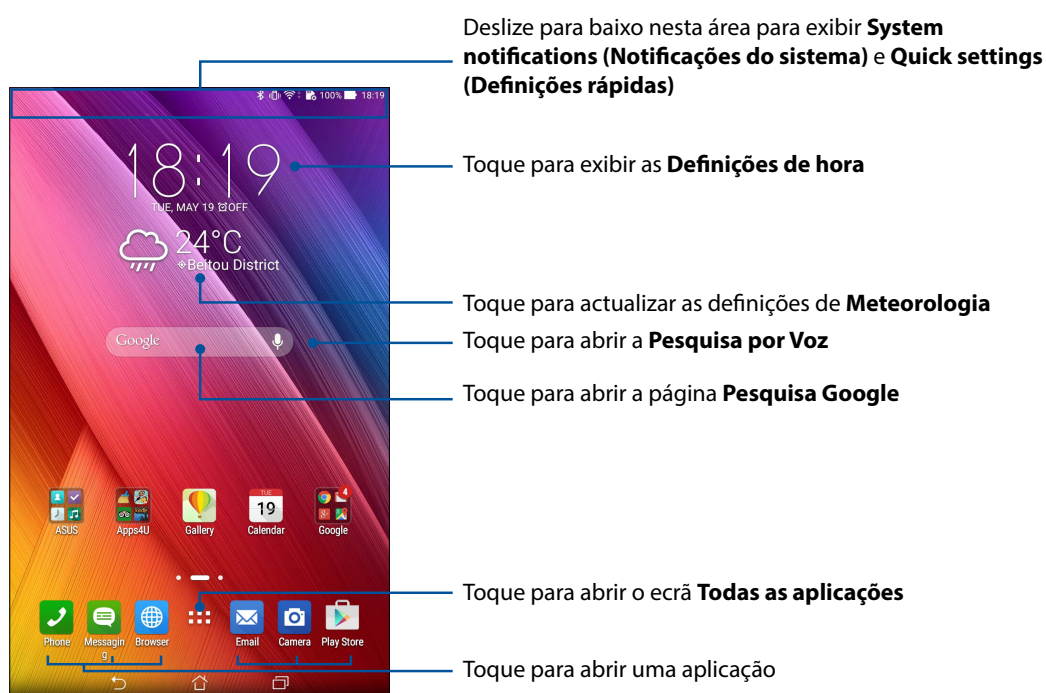 Deslize para baixo nesta área para exibir System
notifications (Notificações do sistema) e Quick settings
(Definições rápidas)
100% 18:19
18:19
Toque para exibir as Definições de hora
TUE, MAY 19 OFF
24°C
Beitou District
Toque para actualizar as definições de Meteorologia
Google
Toque para abrir a Pesquisa por Voz
Toque para abrir a página Pesquisa Google
TUE
19
4
ASUS Apps4U Gallery Calendar Google
Toque para abrir o ecrã Todas as aplicações
Phone Messagin Browser Email Camera Play Store
g
Toque para abrir uma aplicação